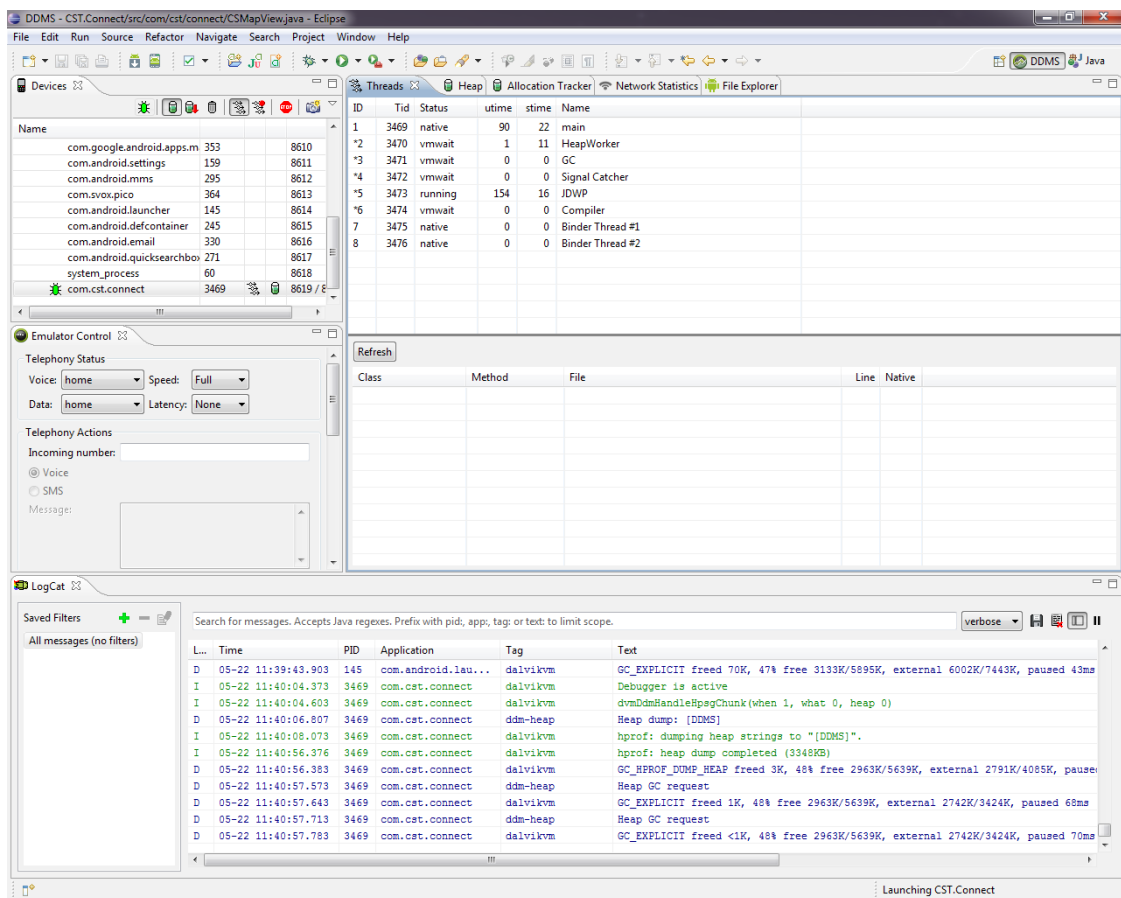 DDMS - CST.Connect/src/com/cst/connect/CSMapView.java - Eclipse
File Edit Run Source Refactor Navigate Search Project Window Help
DDMS Java
Devices
Name
com.google.android.apps.m 353 8610
com.android.settings 159 8611
com.android.mms 295 8612
com.svox.pico 364 8613
com.android.launcher 145 8614
com.android.defcontainer 245 8615
com.android.email 330 8616
com.android.quicksearchbo 271 8617
system_process 60 8618
com.cst.connect 3469 8619 / 8
Threads Heap Allocation Tracker Network Statistics File Explorer
ID Tid Status utime stime Name
1 3469 native 90 22 main
*2 3470 vmwait 1 11 HeapWorker
*3 3471 vmwait 0 0 GC
*4 3472 vmwait 0 0 Signal Catcher
*5 3473 running 154 16 JDWP
*6 3474 vmwait 0 0 Compiler
7 3475 native 0 0 Binder Thread #1
8 3476 native 0 0 Binder Thread #2
Emulator Control
Telephony Status
Voice: home Speed: Full
Data: home Latency: None
Telephony Actions
Incoming number:
Voice
SMS
Message:
Refresh
Class Method File Line Native
LogCat
Saved Filters
All messages (no filters)
Search for messages. Accepts Java regexes. Prefix with pid:, app:, tag: or text: to limit scope. verbose
L... Time PID Application Tag Text
D 05-22 11:39:43.903 145 com.android.lau... dalvikvm GC_EXPLICIT freed 70K, 47% free 3133K/5895K, external 6002K/7443K, paused 43ms
I 05-22 11:40:04.373 3469 com.cst.connect dalvikvm Debugger is active
I 05-22 11:40:04.603 3469 com.cst.connect dalvikvm dvmDdmHandleHpsgChunk(when 1, what 0, heap 0)
D 05-22 11:40:06.807 3469 com.cst.connect ddm-heap Heap dump: [DDMS]
I 05-22 11:40:08.073 3469 com.cst.connect dalvikvm hprof: dumping heap strings to "[DDMS]".
I 05-22 11:40:56.376 3469 com.cst.connect dalvikvm hprof: heap dump completed (3348KB)
D 05-22 11:40:56.383 3469 com.cst.connect dalvikvm GC_HPROF_DUMP_HEAP freed 3K, 48% free 2963K/5639K, external 2791K/4085K, pause
D 05-22 11:40:57.573 3469 com.cst.connect ddm-heap Heap GC request
D 05-22 11:40:57.643 3469 com.cst.connect dalvikvm GC_EXPLICIT freed 1K, 48% free 2963K/5639K, external 2742K/3424K, paused 68ms
D 05-22 11:40:57.713 3469 com.cst.connect ddm-heap Heap GC request
D 05-22 11:40:57.783 3469 com.cst.connect dalvikvm GC_EXPLICIT freed <1K, 48% free 2963K/5639K, external 2742K/3424K, paused 70ms
Launching CST.Connect